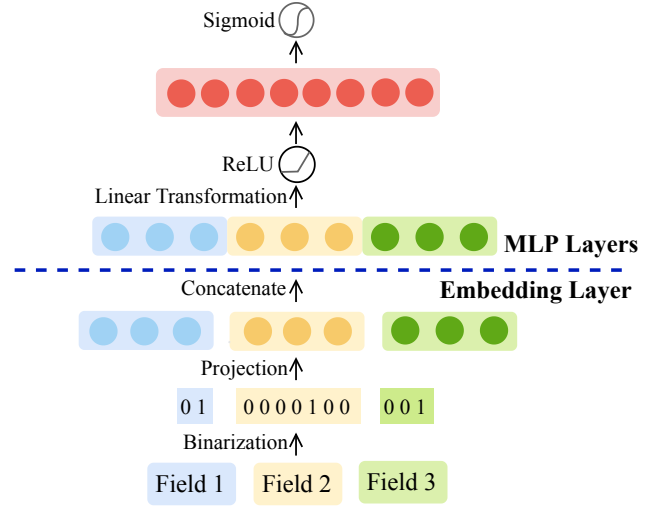 Sigmoid
ReLU
Linear Transformation
MLP Layers
Concatenate
Embedding Layer
Projection
0 1 0 0 0 0 1 0 0 0 0 1
Binarization
Field 1 Field 2 Field 3